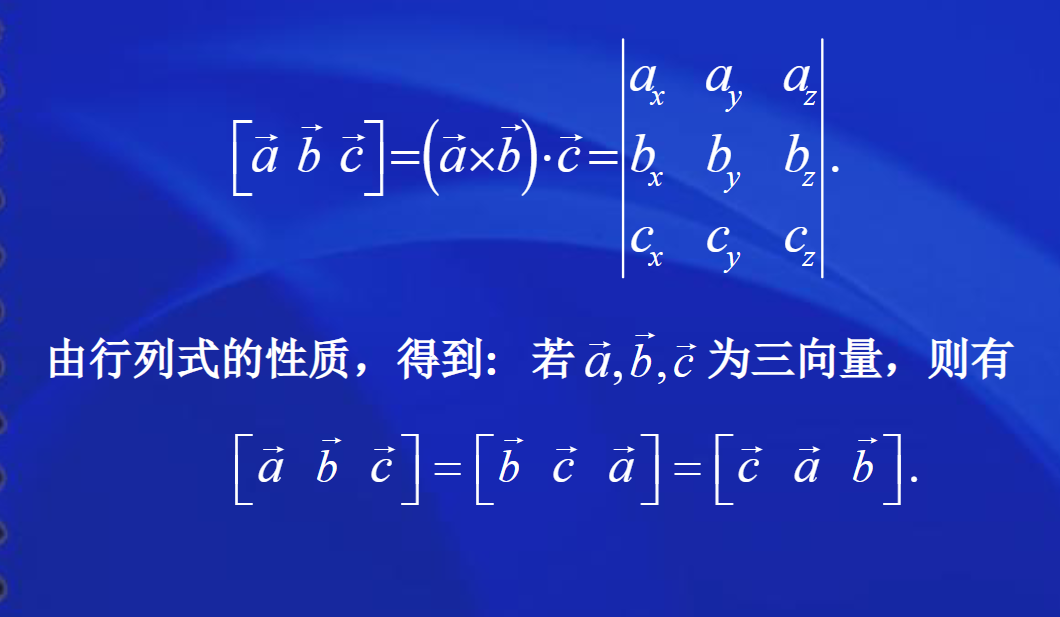 $\left[\vec{a}\ \vec{b}\ \vec{c}\right]=\left(\vec{a}\times\vec{b}\right)\cdot\vec{c}=\begin{vmatrix}a_x & a_y & a_z\\ b_x & b_y & b_z\\ c_x & c_y & c_z\end{vmatrix}.$
由行列式的性质，得到: 若 $\vec{a},\vec{b},\vec{c}$ 为三向量，则有
$\left[\vec{a}\ \ \vec{b}\ \ \vec{c}\right]=\left[\vec{b}\ \ \vec{c}\ \ \vec{a}\right]=\left[\vec{c}\ \ \vec{a}\ \ \vec{b}\right].$